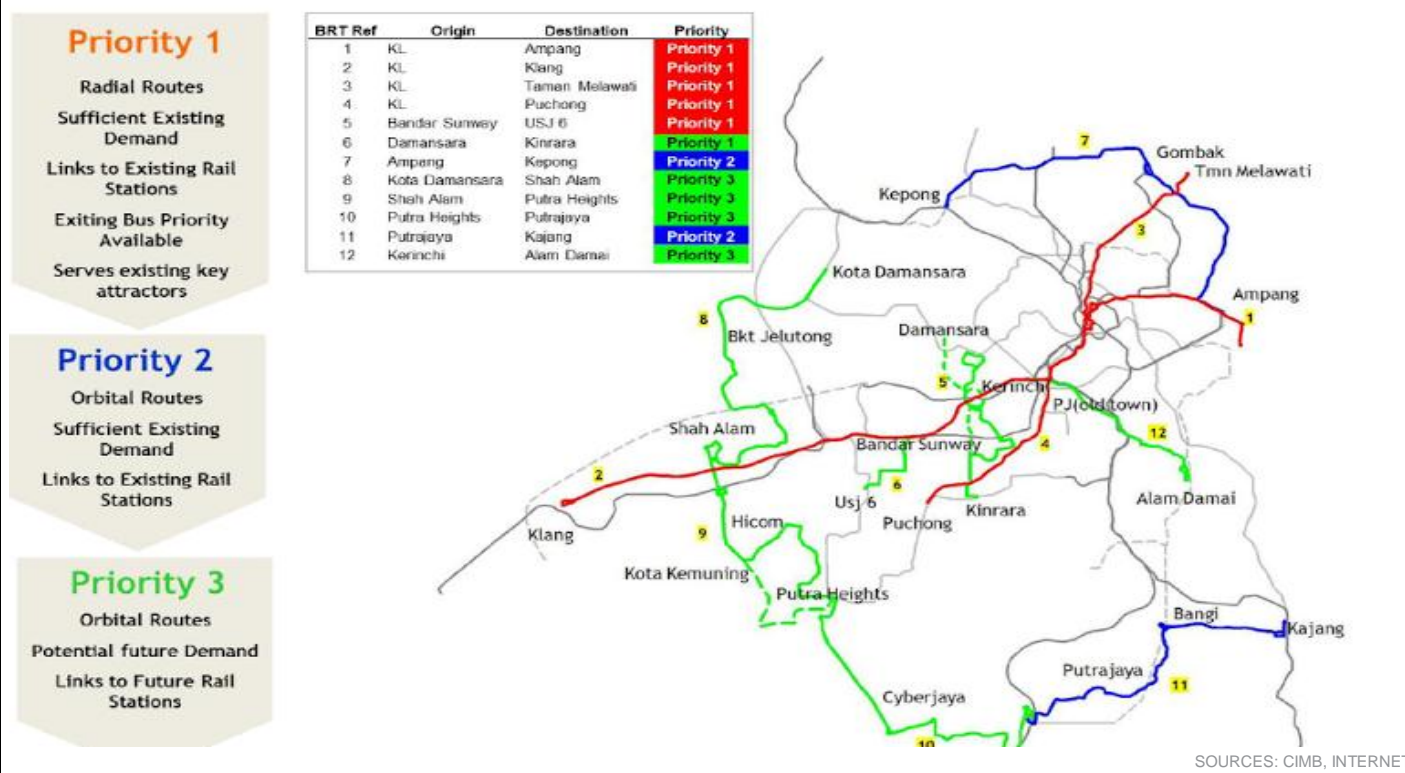 Priority 1
Radial Routes
Sufficient Existing
Demand
Links to Existing Rail
Stations
Exiting Bus Priority
Available
Serves existing key
attractors
Priority 2
Orbital Routes
Sufficient Existing
Demand
Links to Existing Rail
Stations
Priority 3
Orbital Routes
Potential future Demand
Links to Future Rail
Stations
BRT Ref Origin Destination Priority
1 KL Ampang Priority 1
2 KL Klang Priority 1
3 KL Taman Melawati Priority 1
4 KL Puchong Priority 1
5 Bandar Sunway USJ 6 Priority 1
6 Damansara Kinrara Priority 1
7 Ampang Kepong Priority 2
8 Kota Damansara Shah Alam Priority 3
9 Shah Alam Putra Heights Priority 3
10 Putra Heights Putrajaya Priority 3
11 Putrajaya Kajang Priority 2
12 Kerinchi Alam Damai Priority 3
7
Gombak
Tmn Melawati
Kepong
3
Kota Damansara
Ampang
1
8
Damansara
Bkt Jelutong
5
Kerinchi
PJ(old town)
Shah Alam
12
Bandar Sunway
4
2
6
Usj 6
Alam Damai
Kinrara
Puchong
Hicom
Klang
9
Kota Kemuning
Putra Heights
Bangi
Kajang
Putrajaya
11
Cyberjaya
10
SOURCES: CIMB, INTERNET